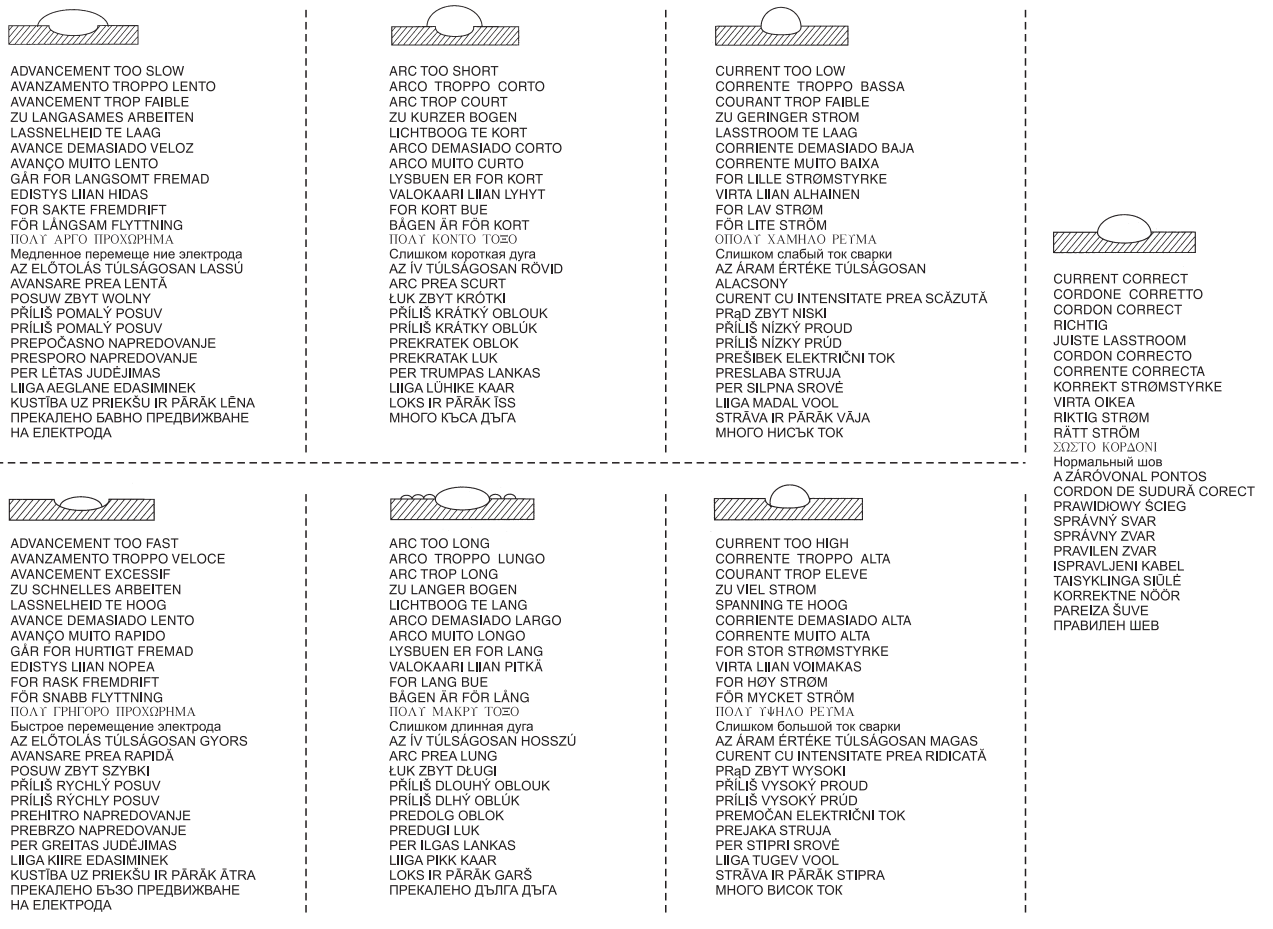 ADVANCEMENT TOO SLOW
AVANZAMENTO TROPPO LENTO
AVANCEMENT TROP FAIBLE
ZU LANGASAMES ARBEITEN
LASSNELHEID TE LAAG
AVANCE DEMASIADO VELOZ
AVANÇO MUITO LENTO
GÅR FOR LANGSOMT FREMAD
EDISTYS LIIAN HIDAS
FOR SAKTE FREMDRIFT
FÖR LÅNGSAM FLYTTNING
ΠΟΛΥ ΑΡΓΟ ΠΡΟΧΩΡΗΜΑ
Медленное перемеще ние электрода
AZ ELŐTOLÁS TÚLSÁGOSAN LASSÚ
AVANSARE PREA LENTĂ
POSUW ZBYT WOLNY
PŘÍLIŠ POMALÝ POSUV
PRÍLIŠ POMALÝ POSUV
PREPOČASNO NAPREDOVANJE
PRESPORO NAPREDOVANJE
PER LĖTAS JUDĖJIMAS
LIIGA AEGLANE EDASIMINEK
KUSTĪBA UZ PRIEKŠU IR PĀRĀK LĒNA
ПРЕКАЛЕНО БАВНО ПРЕДВИЖВАНЕ
НА ЕЛЕКТРОДА
ARC TOO SHORT
ARCO TROPPO CORTO
ARC TROP COURT
ZU KURZER BOGEN
LICHTBOOG TE KORT
ARCO DEMASIADO CORTO
ARCO MUITO CURTO
LYSBUEN ER FOR KORT
VALOKAARI LIIAN LYHYT
FOR KORT BUE
BÅGEN ÄR FÖR KORT
ΠΟΛΥ ΚΟΝΤΟ ΤΟΞΟ
Слишком короткая дуга
AZ ÍV TÚLSÁGOSAN RÖVID
ARC PREA SCURT
ŁUK ZBYT KRÓTKI
PŘÍLIŠ KRÁTKÝ OBLOUK
PRÍLIŠ KRÁTKY OBLÚK
PREKRATEK OBLOK
PREKRATAK LUK
PER TRUMPAS LANKAS
LIIGA LÜHIKE KAAR
LOKS IR PĀRĀK ĪSS
МНОГО КЪСА ДЪГА
CURRENT TOO LOW
CORRENTE TROPPO BASSA
COURANT TROP FAIBLE
ZU GERINGER STROM
LASSTROOM TE LAAG
CORRIENTE DEMASIADO BAJA
CORRENTE MUITO BAIXA
FOR LILLE STRØMSTYRKE
VIRTA LIIAN ALHAINEN
FOR LAV STRØM
FÖR LITE STRÖM
ΟΠΟΛΥ ΧΑΜΗΛΟ ΡΕΥΜΑ
Слишком слабый ток сварки
AZ ÁRAM ÉRTÉKE TÚLSÁGOSAN
ALACSONY
CURENT CU INTENSITATE PREA SCĂZUTĂ
PRąD ZBYT NISKI
PŘÍLIŠ NÍZKÝ PROUD
PRÍLIŠ NÍZKY PRÚD
PREŠIBEK ELEKTRIČNI TOK
PRESLABA STRUJA
PER SILPNA SROVĖ
LIIGA MADAL VOOL
STRĀVA IR PĀRĀK VĀJA
МНОГО НИСЪК ТОК
ADVANCEMENT TOO FAST
AVANZAMENTO TROPPO VELOCE
AVANCEMENT EXCESSIF
ZU SCHNELLES ARBEITEN
LASSNELHEID TE HOOG
AVANCE DEMASIADO LENTO
AVANÇO MUITO RAPIDO
GÅR FOR HURTIGT FREMAD
EDISTYS LIIAN NOPEA
FOR RASK FREMDRIFT
FÖR SNABB FLYTTNING
ΠΟΛΥ ΓΡΗΓΟΡΟ ΠΡΟΧΩΡΗΜΑ
Быстрое перемещение электрода
AZ ELŐTOLÁS TÚLSÁGOSAN GYORS
AVANSARE PREA RAPIDĂ
POSUW ZBYT SZYBKI
PŘÍLIŠ RYCHLÝ POSUV
PRÍLIŠ RÝCHLY POSUV
PREHITRO NAPREDOVANJE
PREBRZO NAPREDOVANJE
PER GREITAS JUDĖJIMAS
LIIGA KIIRE EDASIMINEK
KUSTĪBA UZ PRIEKŠU IR PĀRĀK ĀTRA
ПРЕКАЛЕНО БЪЗО ПРЕДВИЖВАНЕ
НА ЕЛЕКТРОДА
ARC TOO LONG
ARCO TROPPO LUNGO
ARC TROP LONG
ZU LANGER BOGEN
LICHTBOOG TE LANG
ARCO DEMASIADO LARGO
ARCO MUITO LONGO
LYSBUEN ER FOR LANG
VALOKAARI LIIAN PITKÄ
FOR LANG BUE
BÅGEN ÄR FÖR LÅNG
ΠΟΛΥ ΜΑΚΡΥ ΤΟΞΟ
Слишком длинная дуга
AZ ÍV TÚLSÁGOSAN HOSSZÚ
ARC PREA LUNG
ŁUK ZBYT DŁUGI
PŘÍLIŠ DLOUHÝ OBLOUK
PRÍLIŠ DLHÝ OBLÚK
PREDOLG OBLOK
PREDUGI LUK
PER ILGAS LANKAS
LIIGA PIKK KAAR
LOKS IR PĀRĀK GARŠ
ПРЕКАЛЕНО ДЪЛГА ДЪГА
CURRENT TOO HIGH
CORRENTE TROPPO ALTA
COURANT TROP ELEVE
ZU VIEL STROM
SPANNING TE HOOG
CORRIENTE DEMASIADO ALTA
CORRENTE MUITO ALTA
FOR STOR STRØMSTYRKE
VIRTA LIIAN VOIMAKAS
FOR HØY STRØM
FÖR MYCKET STRÖM
ΠΟΛΥ ΥΨΗΛΟ ΡΕΥΜΑ
Слишком большой ток сварки
AZ ÁRAM ÉRTÉKE TÚLSÁGOSAN MAGAS
CURENT CU INTENSITATE PREA RIDICATĂ
PRąD ZBYT WYSOKI
PŘÍLIŠ VYSOKÝ PROUD
PRÍLIŠ VYSOKÝ PRÚD
PREMOČAN ELEKTRIČNI TOK
PREJAKA STRUJA
PER STIPRI SROVĖ
LIIGA TUGEV VOOL
STRĀVA IR PĀRĀK STIPRA
МНОГО ВИСОК ТОК
CURRENT CORRECT
CORDONE CORRETTO
CORDON CORRECT
RICHTIG
JUISTE LASSTROOM
CORDON CORRECTO
CORRENTE CORRECTA
KORREKT STRØMSTYRKE
VIRTA OIKEA
RIKTIG STRØM
RÄTT STRÖM
ΣΩΣΤΟ ΚΟΡΔΟΝΙ
Нормальный шов
A ZÁRÓVONAL PONTOS
CORDON DE SUDURĂ CORECT
PRAWIDłOWY ŚCIEG
SPRÁVNÝ SVAR
SPRÁVNY ZVAR
PRAVILEN ZVAR
ISPRAVLJENI KABEL
TAISYKLINGA SIŪLĖ
KORREKTNE NÖÖR
PAREIZA ŠUVE
ПРАВИЛЕН ШЕВ